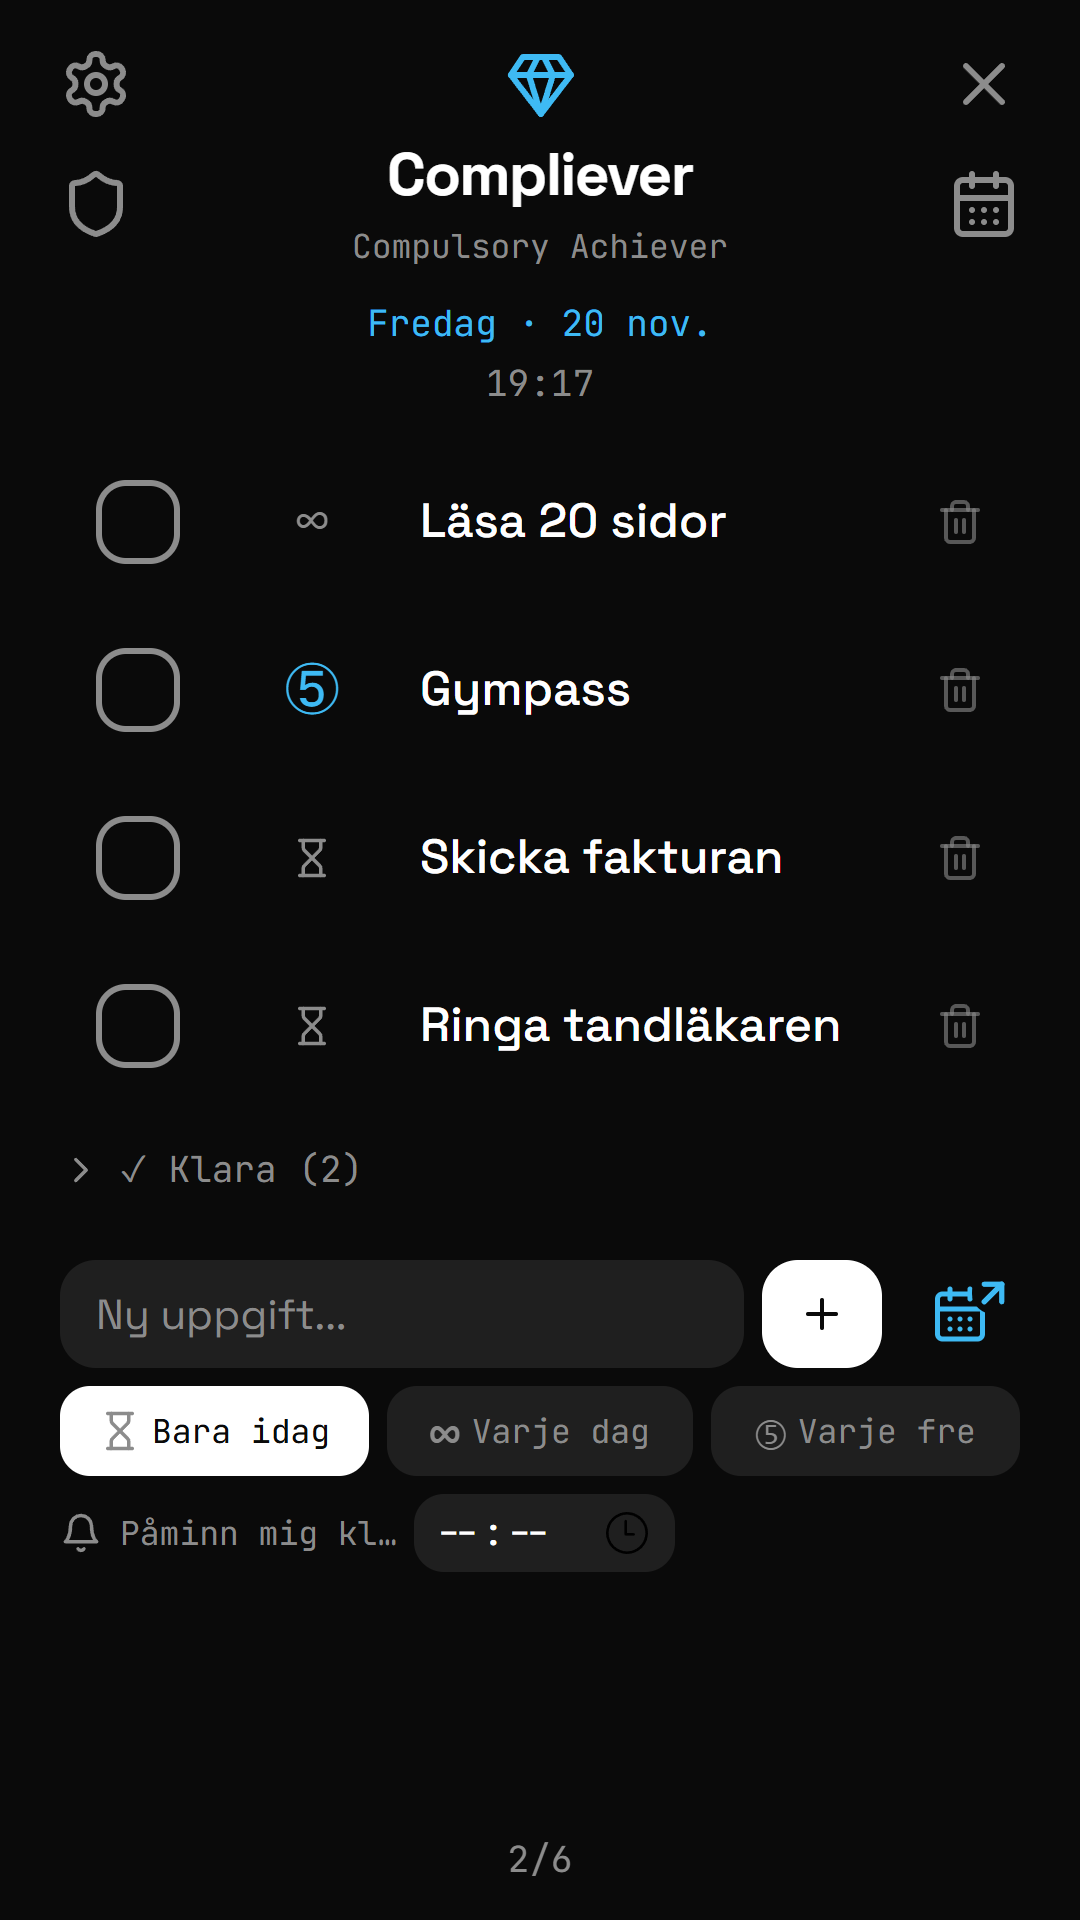 Compliever
Compulsory Achiever
Fredag · 20 nov.
19:17
∞ Läsa 20 sidor
⑤ Gympass
Skicka fakturan
Ringa tandläkaren
✓ Klara (2)
Ny uppgift...
+
Bara idag
∞ Varje dag
⑤ Varje fre
Påminn mig kl… --:--
2/6